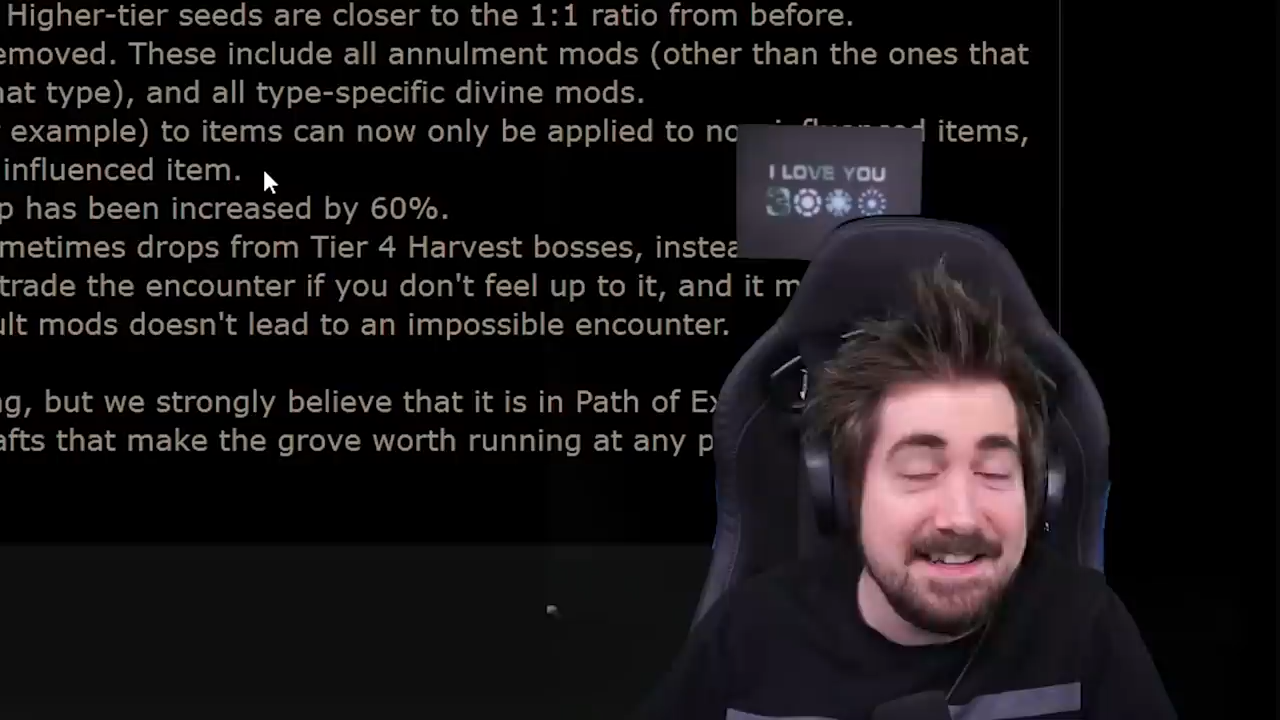 Higher-tier seeds are closer to the 1:1 ratio from before.
emoved. These include all annulment mods (other than the ones that
nat type), and all type-specific divine mods.
example) to items can now only be applied to no influenced items,
influenced item.
p has been increased by 60%.
metimes drops from Tier 4 Harvest bosses, instea
trade the encounter if you don't feel up to it, and it m
ult mods doesn't lead to an impossible encounter.
ng, but we strongly believe that it is in Path of Ex
afts that make the grove worth running at any p
I LOVE YOU
3000